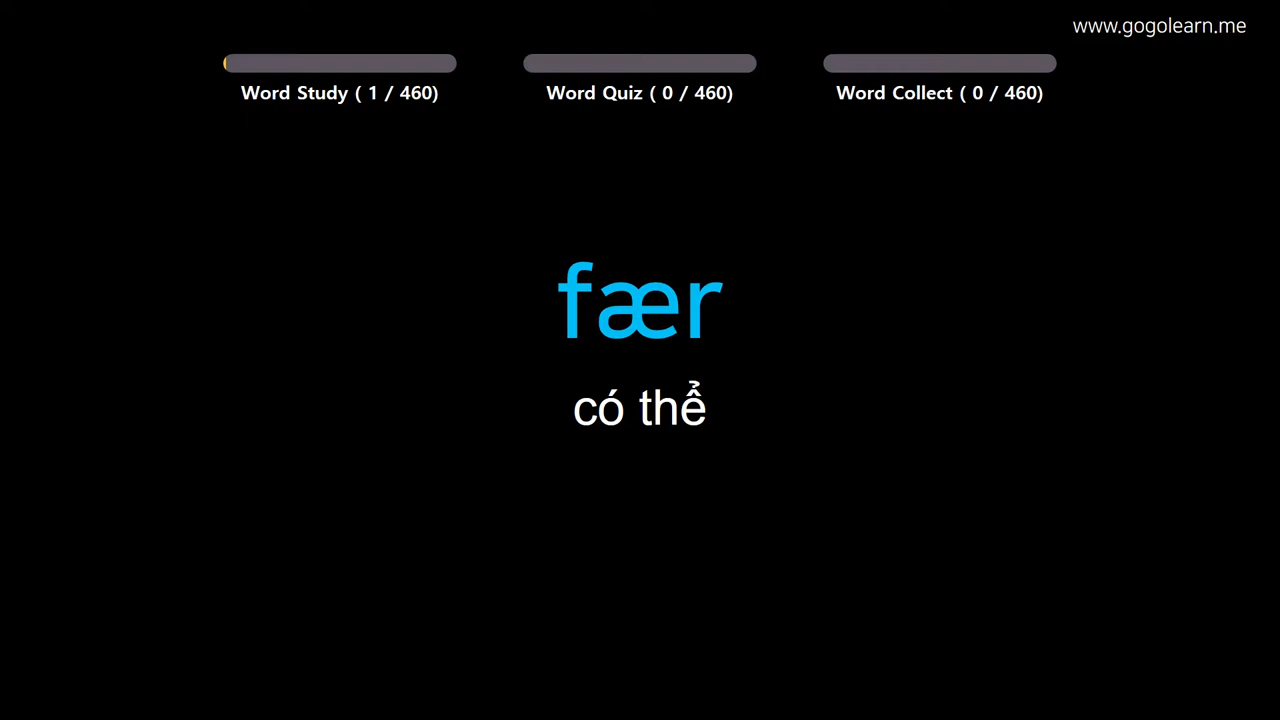 www.gogolearn.me
Word Study ( 1 / 460)
Word Quiz ( 0 / 460)
Word Collect ( 0 / 460)
fær
có thể